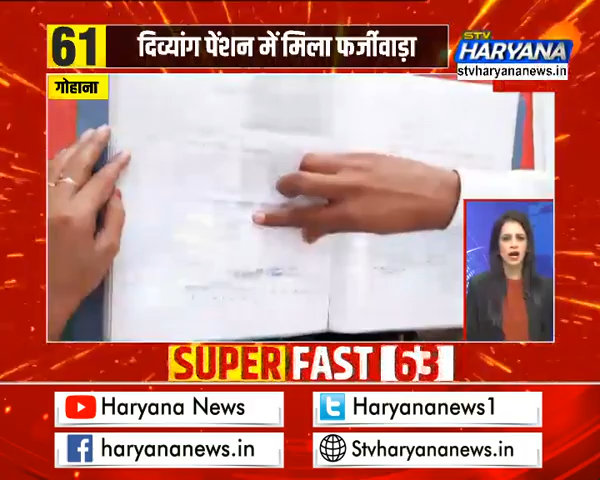 61
दिव्यांग पेंशन में मिला फर्जीवाड़ा
STV
HARYANA
stvharyananews.in
गोहाना
SUPER FAST 63
Haryana News
Haryananews1
haryananews.in
Stvharyananews.in